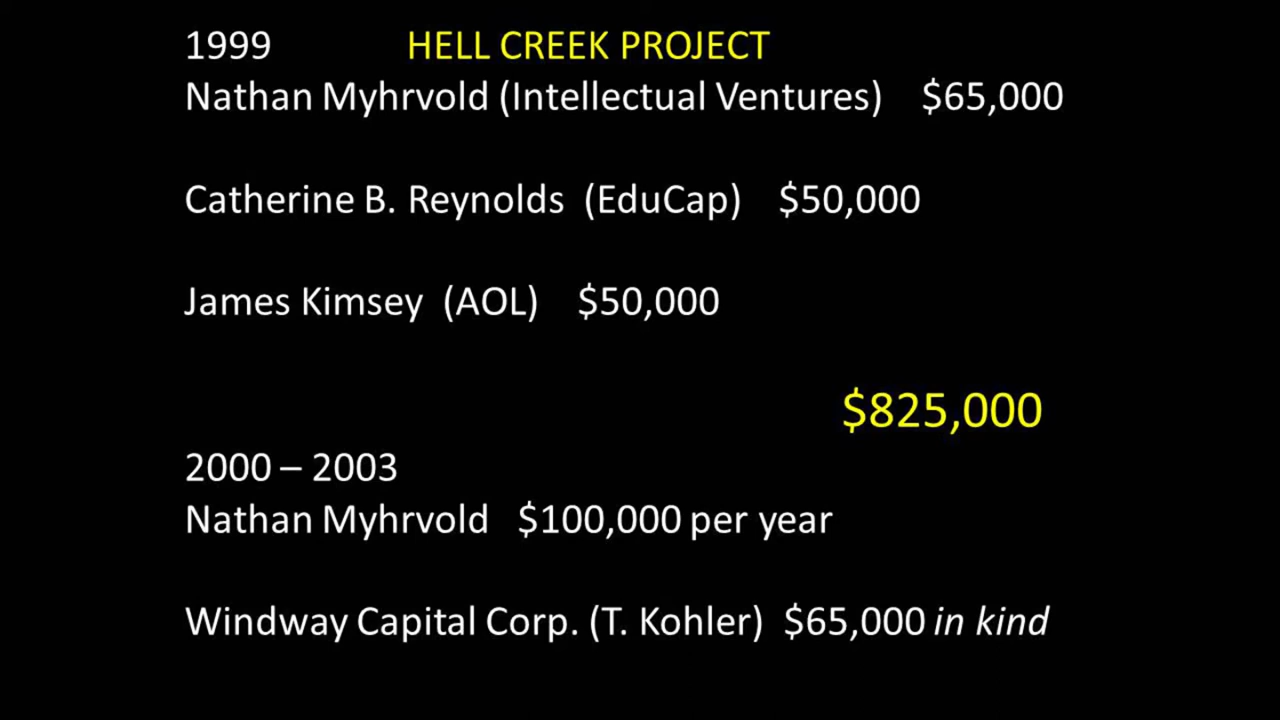 1999 HELL CREEK PROJECT
Nathan Myhrvold (Intellectual Ventures) $65,000
Catherine B. Reynolds (EduCap) $50,000
James Kimsey (AOL) $50,000
$825,000
2000 – 2003
Nathan Myhrvold $100,000 per year
Windway Capital Corp. (T. Kohler) $65,000 in kind